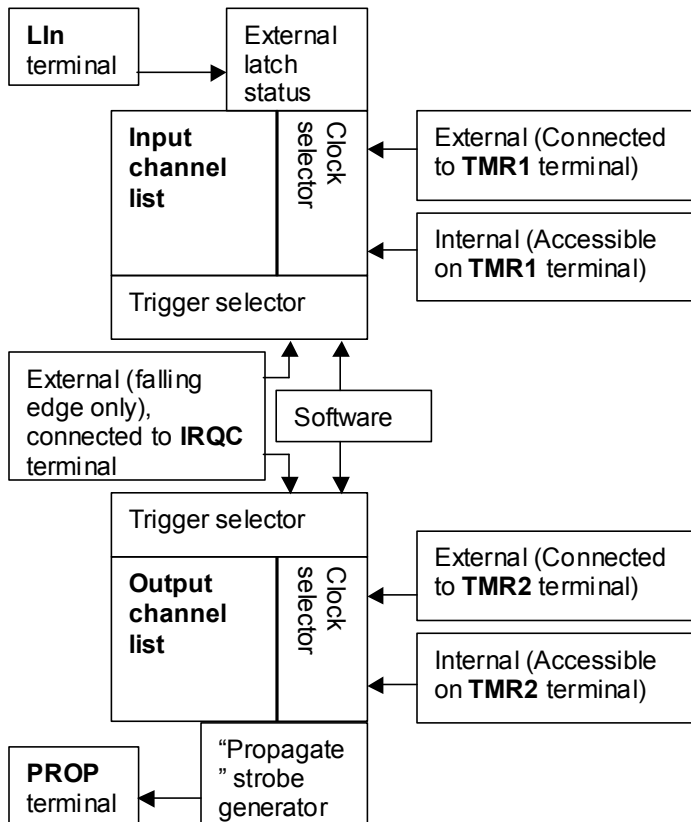 LIn
terminal
External
latch
status
Input
channel
list
Clock
selector
External (Connected
to TMR1 terminal)
Internal (Accessible
on TMR1 terminal)
Trigger selector
External (falling
edge only),
connected to IRQC
terminal
Software
Trigger selector
Output
channel
list
Clock
selector
External (Connected
to TMR2 terminal)
Internal (Accessible
on TMR2 terminal)
PROP
terminal
“Propagate
” strobe
generator